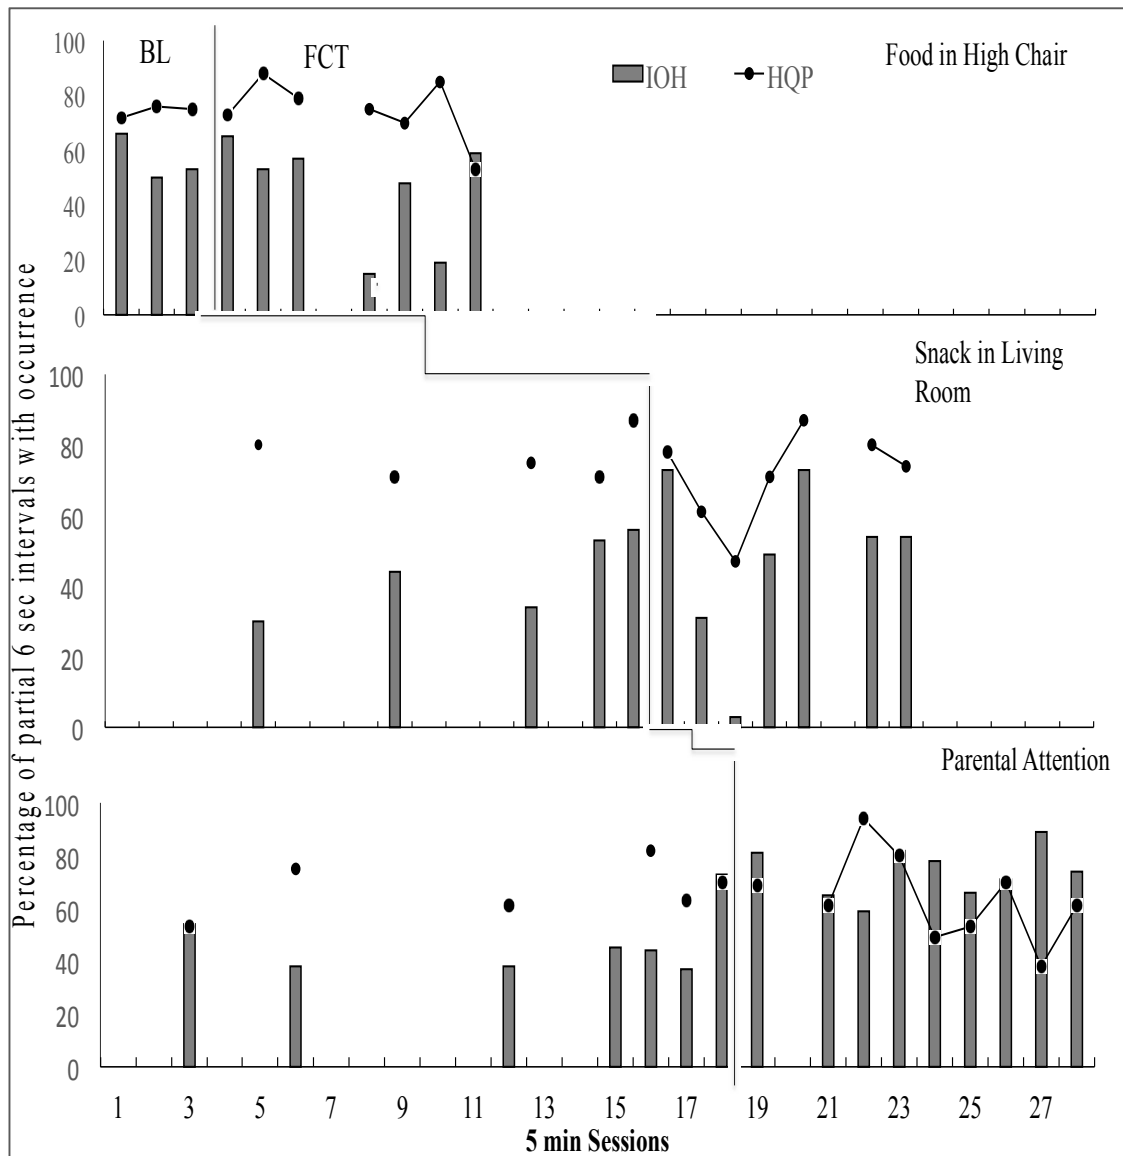 Percentage of partial 6 sec intervals with occurrence
BL
FCT
IOH
HQP
Food in High Chair
100
80
60
40
20
0
Snack in Living
Room
100
80
60
40
20
0
Parental Attention
100
80
60
40
20
0
1 3 5 7 9 11 13 15 17 19 21 23 25 27
5 min Sessions